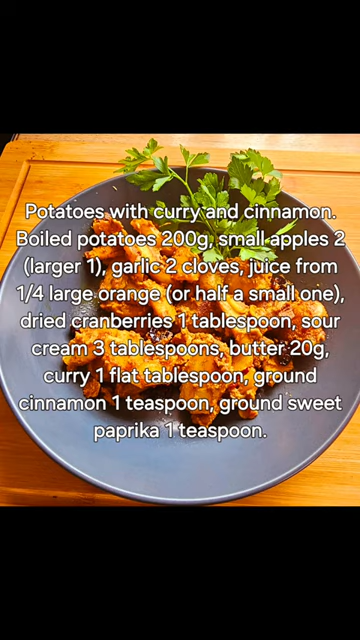 Potatoes with curry and cinnamon.
Boiled potatoes 200g, small apples 2
(larger 1), garlic 2 cloves, juice from
1/4 large orange (or half a small one),
dried cranberries 1 tablespoon, sour
cream 3 tablespoons, butter 20g,
curry 1 flat tablespoon, ground
cinnamon 1 teaspoon, ground sweet
paprika 1 teaspoon.